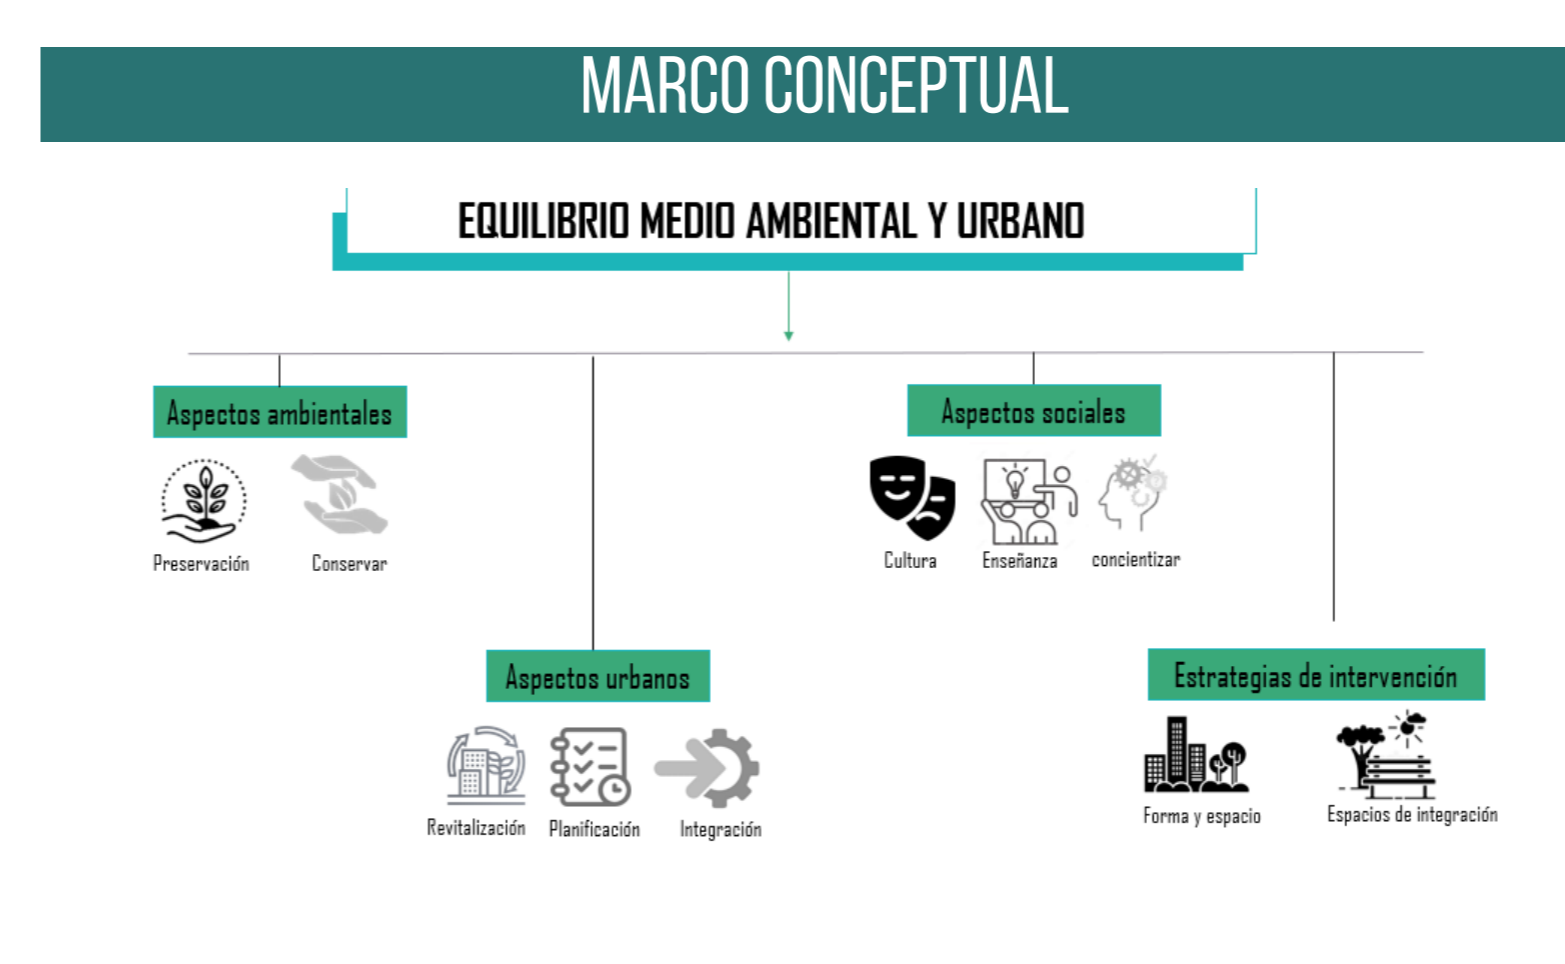 MARCO CONCEPTUAL
EQUILIBRIO MEDIO AMBIENTAL Y URBANO
Aspectos ambientales
Preservación
Conservar
Aspectos urbanos
Revitalización
Planificación
Integración
Aspectos sociales
Cultura
Enseñanza
concientizar
Estrategias de intervención
Forma y espacio
Espacios de integración